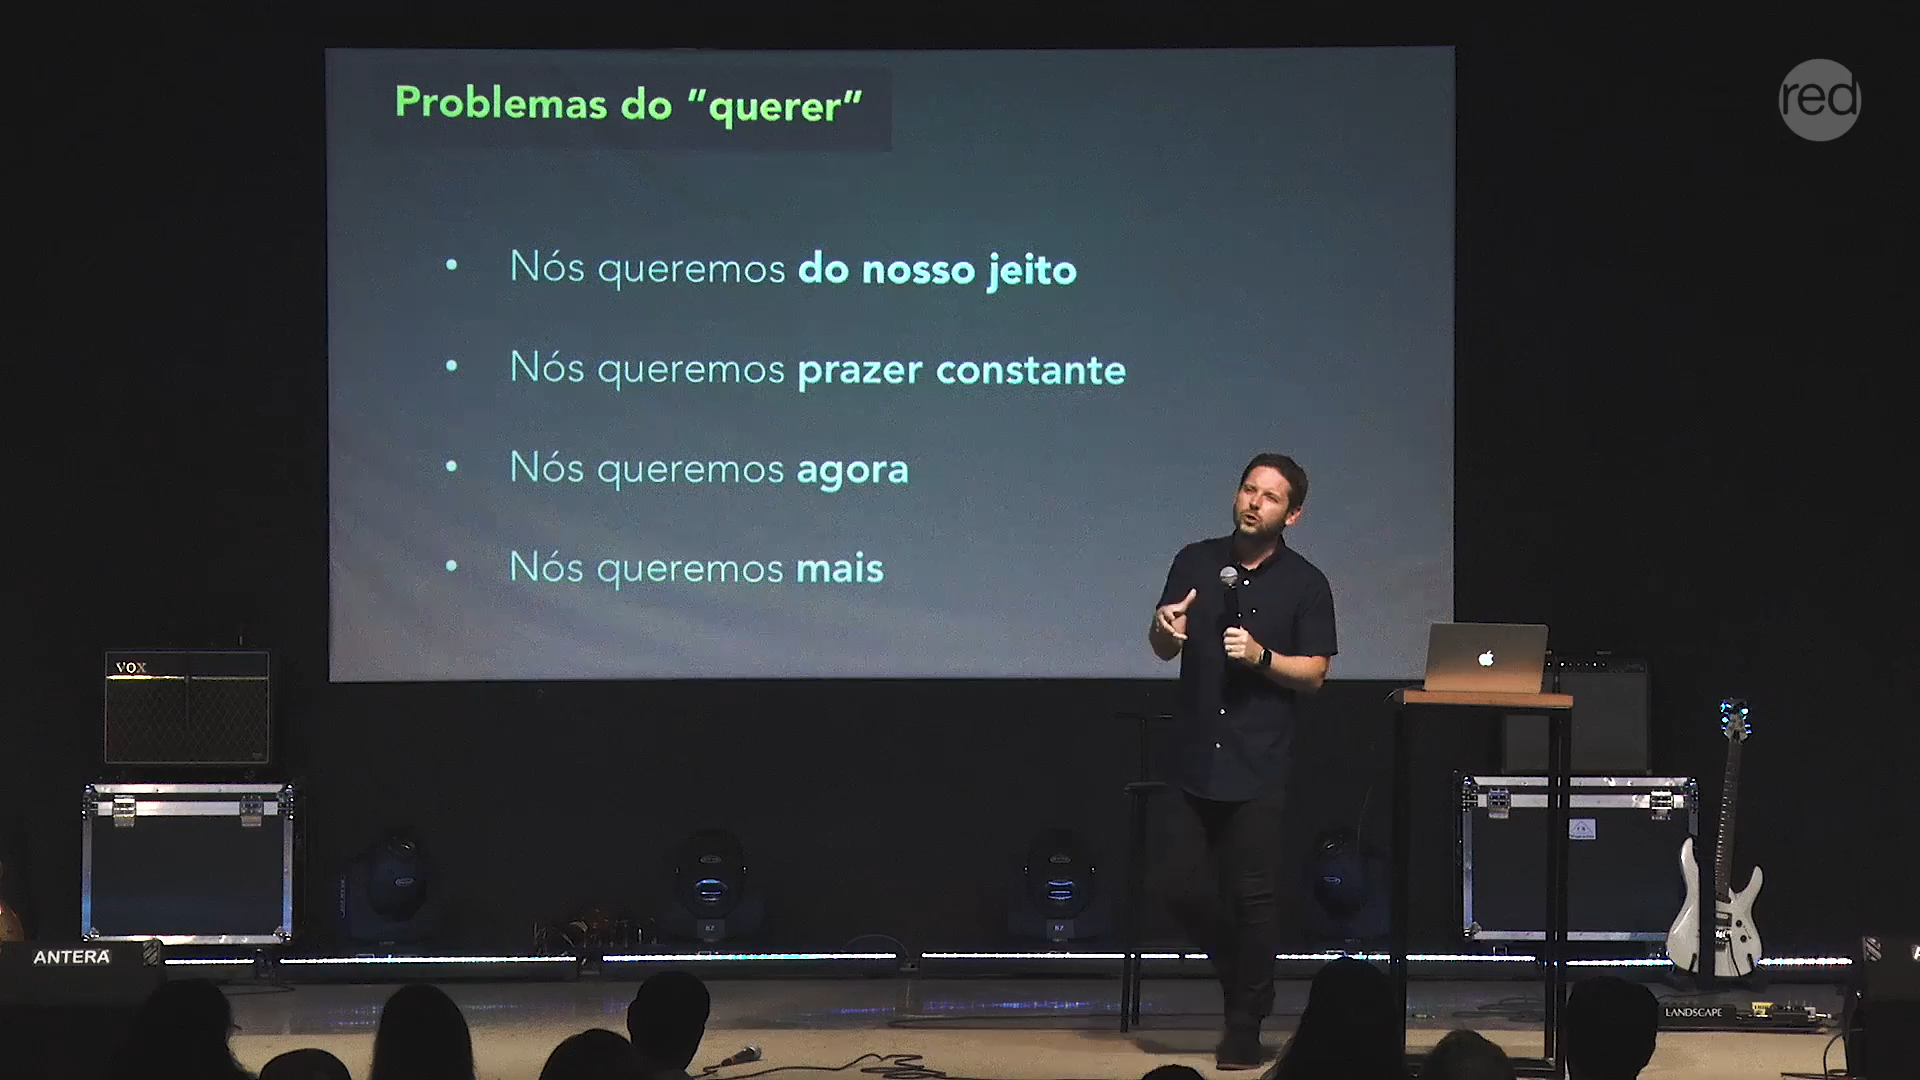 Problemas do "querer"
red
• Nós queremos do nosso jeito
• Nós queremos prazer constante
• Nós queremos agora
• Nós queremos mais
VOX
ANTERA
LANDSCAPE